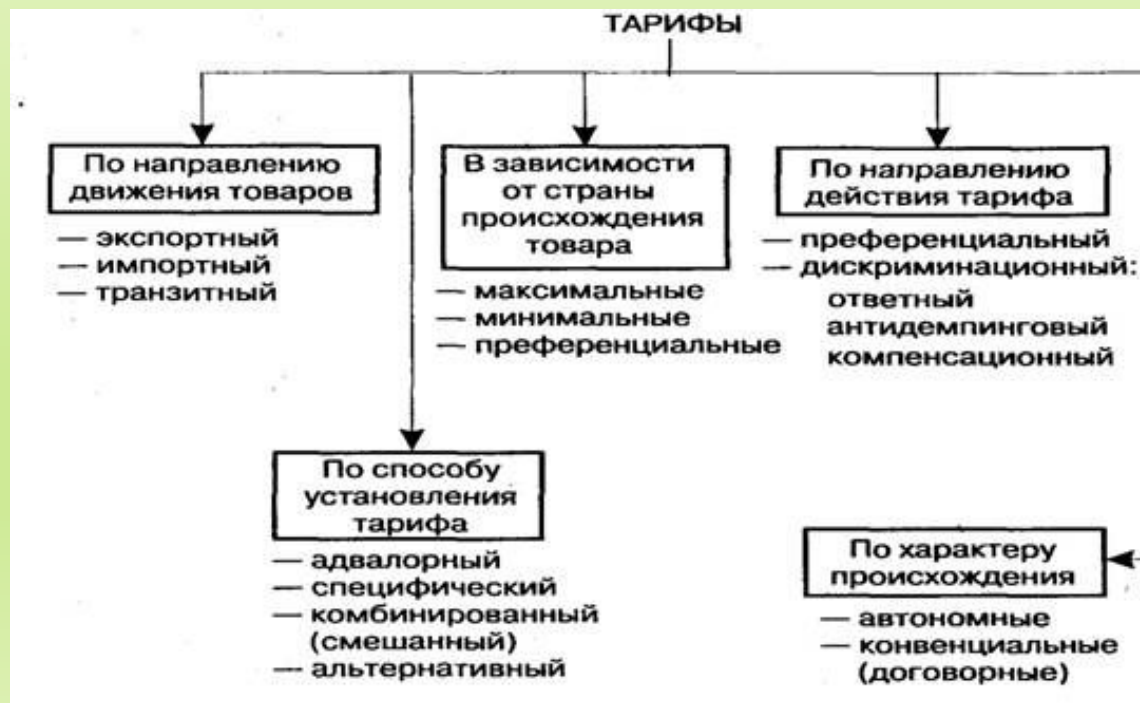 ТАРИФЫ
По направлению
движения товаров
— экспортный
— импортный
— транзитный
В зависимости
от страны
происхождения
товара
— максимальные
— минимальные
— преференциальные
По направлению
действия тарифа
— преференциальный
— дискриминационный:
ответный
антидемпинговый
компенсационный
По способу
установления
тарифа
— адвалорный
— специфический
— комбинированный
(смешанный)
— альтернативный
По характеру
происхождения
— автономные
— конвенциальные
(договорные)